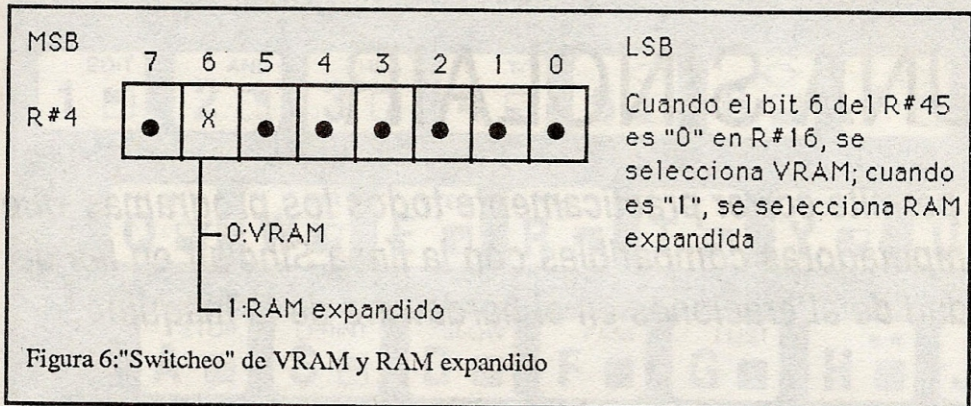 MSB
7 6 5 4 3 2 1 0
R#4
X
0:VRAM
1:RAM expandido
LSB
Cuando el bit 6 del R#45
es "0" en R#16, se
selecciona VRAM; cuando
es "1", se selecciona RAM
expandida
Figura 6:"Switcheo" de VRAM y RAM expandido